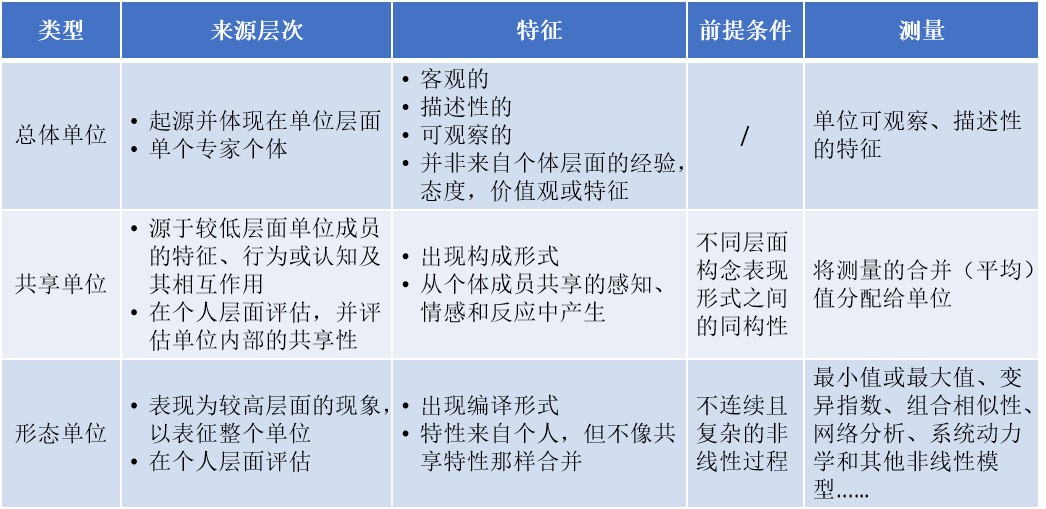 类型
来源层次
特征
前提条件
测量
总体单位
• 起源并体现在单位层面
• 单个专家个体
• 客观的
• 描述性的
• 可观察的
• 并非来自个体层面的经验，
态度，价值观或特征
/
单位可观察、描述性
的特征
共享单位
• 源于较低层面单位成员
的特征、行为或认知及
其相互作用
• 在个人层面评估，并评
估单位内部的共享性
• 出现构成形式
• 从个体成员共享的感知、
情感和反应中产生
不同层面
构念表现
形式之间
的同构性
将测量的合并（平均）
值分配给单位
形态单位
• 表现为较高层面的现象，
以表征整个单位
• 在个人层面评估
• 出现编译形式
• 特性来自个人，但不像共
享特性那样合并
不连续且
复杂的非
线性过程
最小值或最大值、变
异指数、组合相似性、
网络分析、系统动力
学和其他非线性模
型......